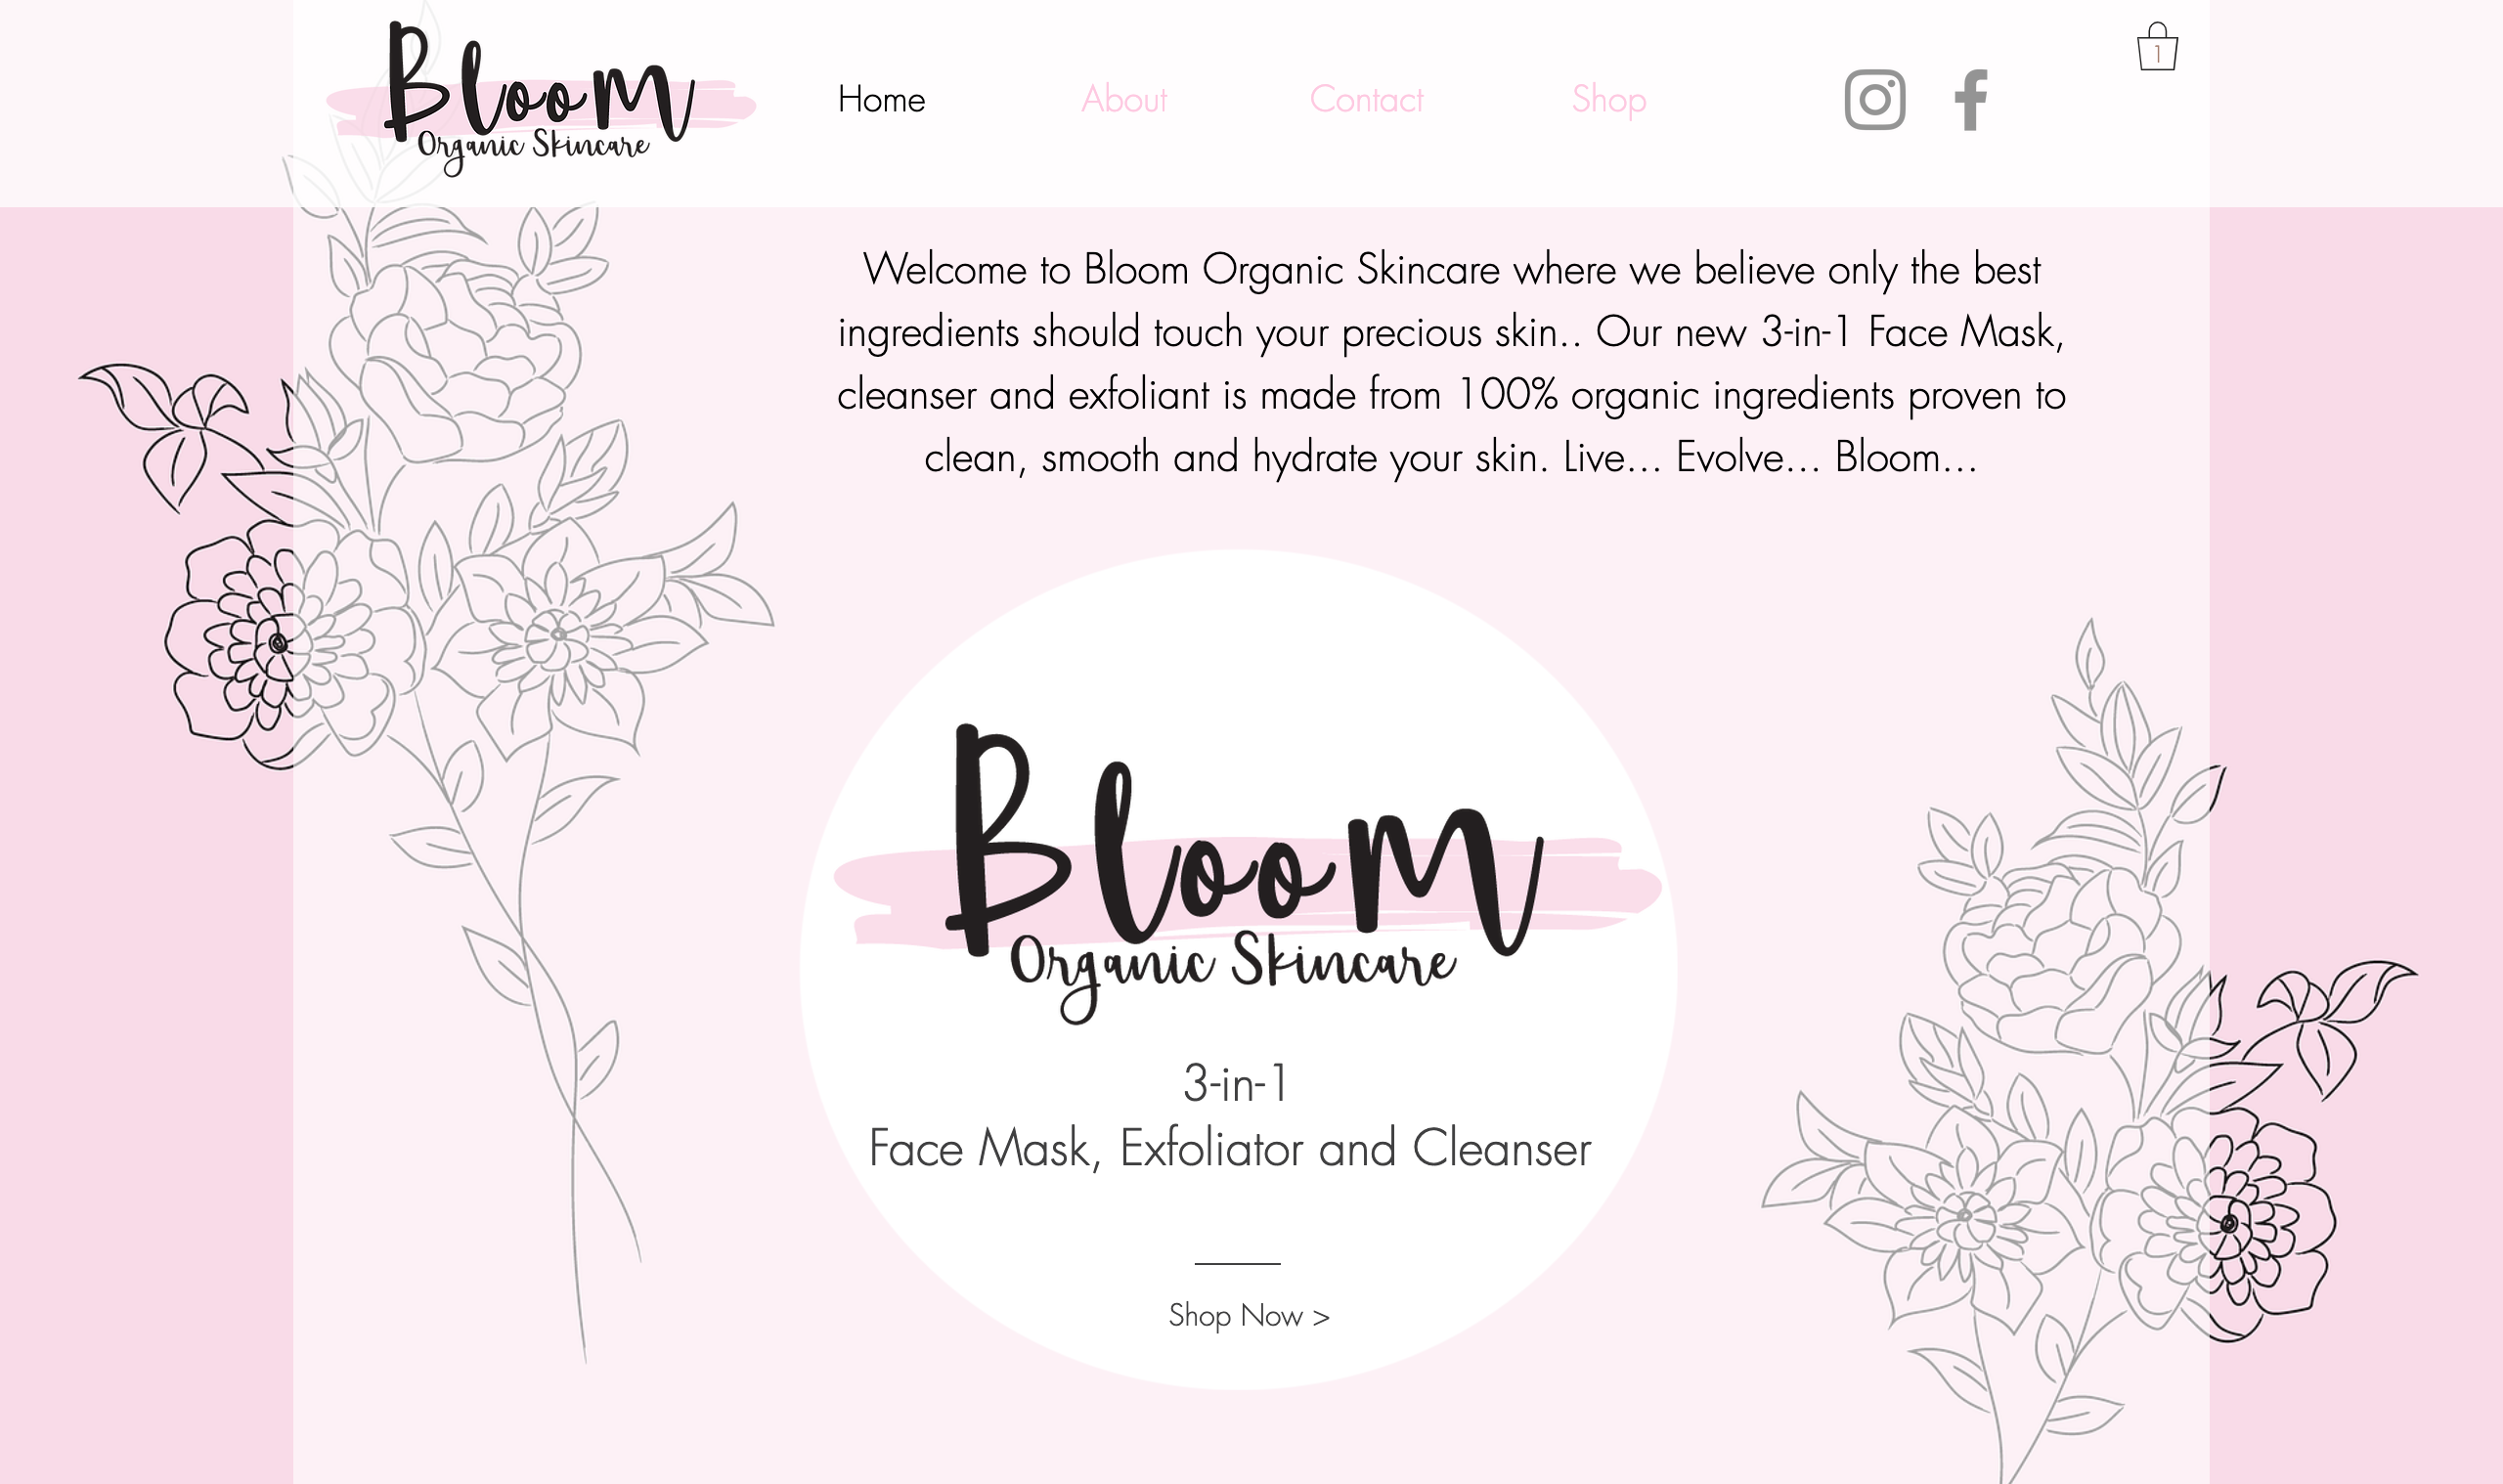 Bloom
Organic Skincare
Home
About
Contact
Shop
1
Welcome to Bloom Organic Skincare where we believe only the best
ingredients should touch your precious skin.. Our new 3-in-1 Face Mask,
cleanser and exfoliant is made from 100% organic ingredients proven to
clean, smooth and hydrate your skin. Live... Evolve... Bloom...
Bloom
Organic Skincare
3-in-1
Face Mask, Exfoliator and Cleanser
Shop Now >